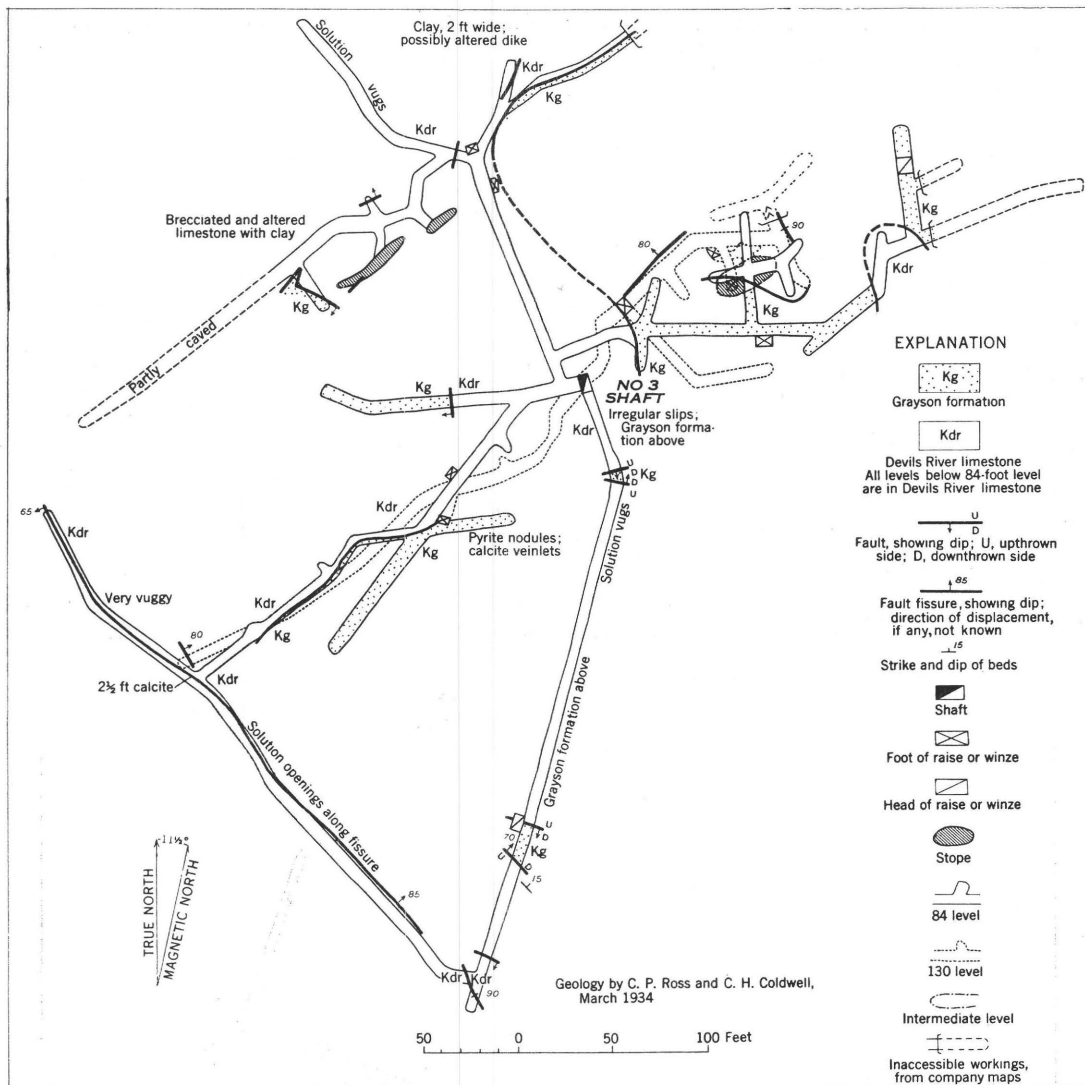 Solution
vugs
Clay, 2 ft wide;
possibly altered dike
Kdr
Kg
Kdr
Brecciated and altered
limestone with clay
Kg
Partly caved
80
90
Kg
Kg
Kdr
Kg
Kdr
Kg
NO 3
SHAFT
Irregular slips;
Grayson forma-
tion above
Kdr
U
D
Kg
D
U
Solution vugs
Kdr
Pyrite nodules;
calcite veinlets
Kg
65
Kdr
Very vuggy
80
Kdr
Kg
2½ ft calcite
Kdr
Solution openings along fissure
85
Grayson formation above
U
D
70
Kg
U
D
15
Kdr
Kdr
90
TRUE NORTH
11½°
MAGNETIC NORTH
Geology by C. P. Ross and C. H. Coldwell,
March 1934
50 0 50 100 Feet
EXPLANATION
Kg
Grayson formation
Kdr
Devils River limestone
All levels below 84-foot level
are in Devils River limestone
U
D
Fault, showing dip; U, upthrown
side; D, downthrown side
85
Fault fissure, showing dip;
direction of displacement,
if any, not known
15
Strike and dip of beds
Shaft
Foot of raise or winze
Head of raise or winze
Stope
84 level
130 level
Intermediate level
Inaccessible workings,
from company maps